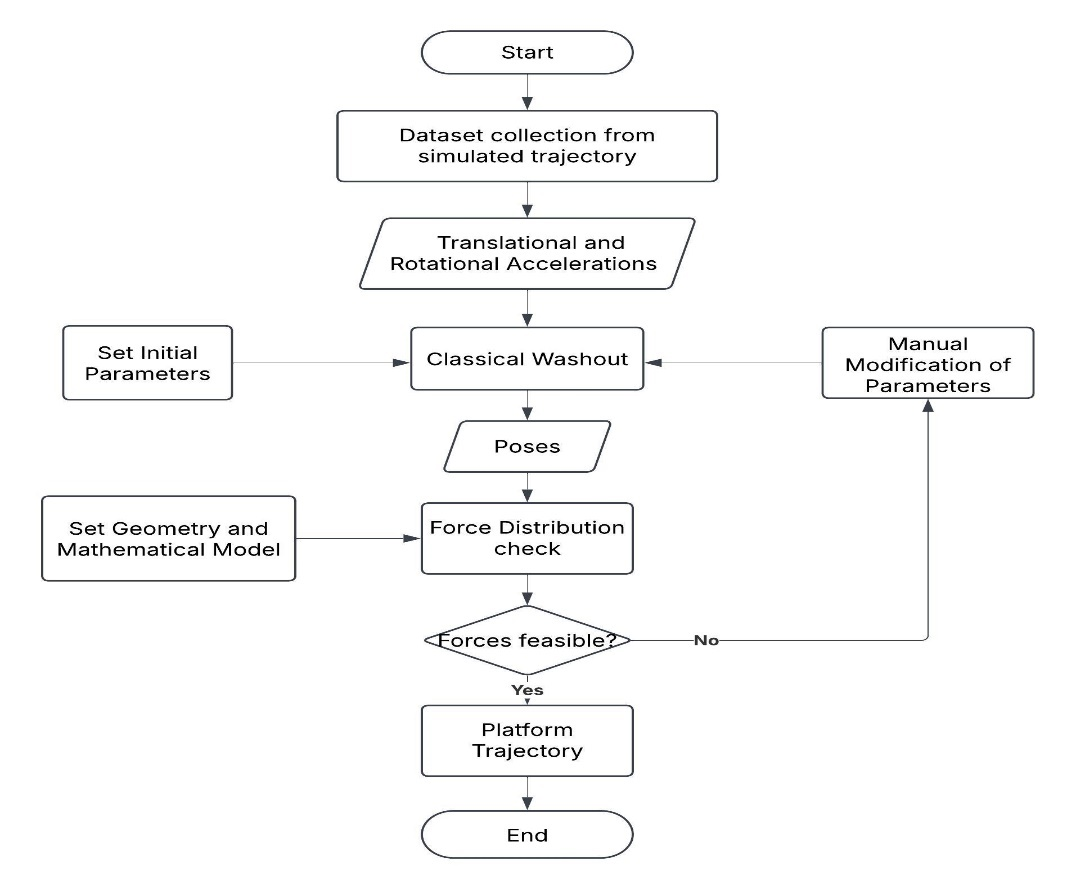 Start
Dataset collection from
simulated trajectory
Translational and
Rotational Accelerations
Set Initial
Parameters
Classical Washout
Manual
Modification of
Parameters
Poses
Set Geometry and
Mathematical Model
Force Distribution
check
Forces feasible?
No
Yes
Platform
Trajectory
End